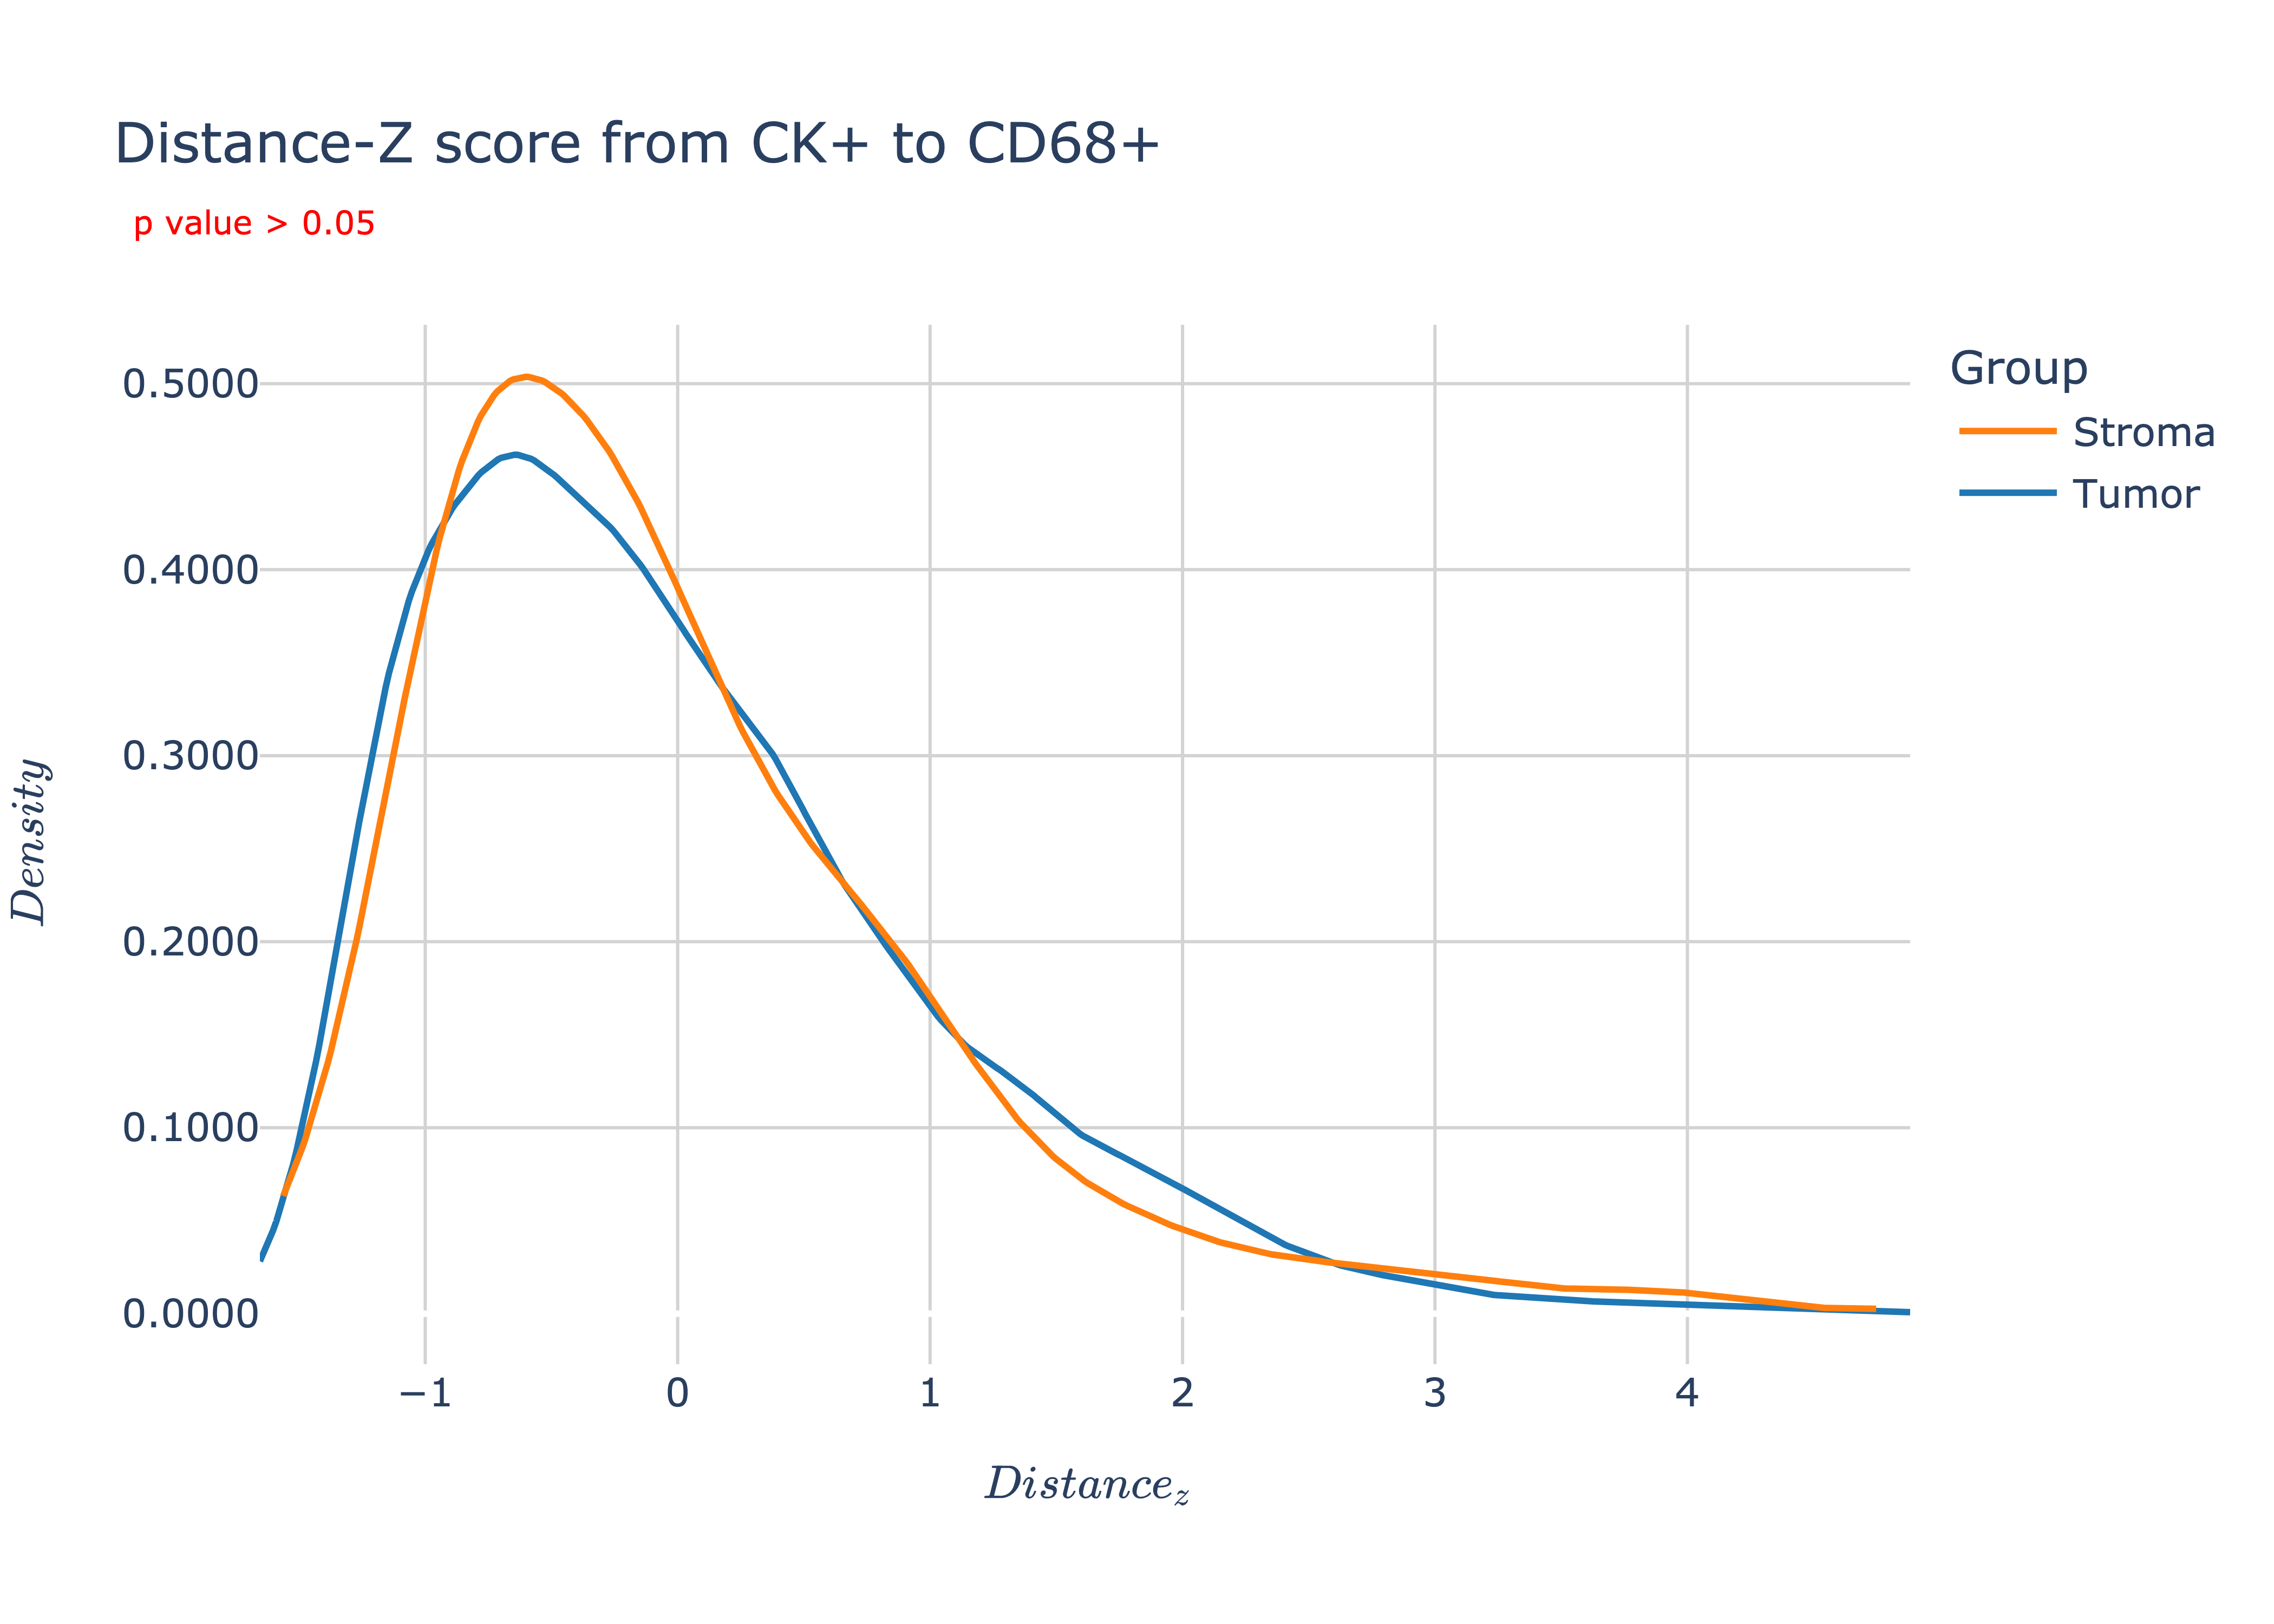 Distance-Z score from CK+ to CD68+
p value > 0.05
Group
Stroma
Tumor
0.5000
0.4000
0.3000
0.2000
0.1000
0.0000
Density
−1 0 1 2 3 4
Distance_z